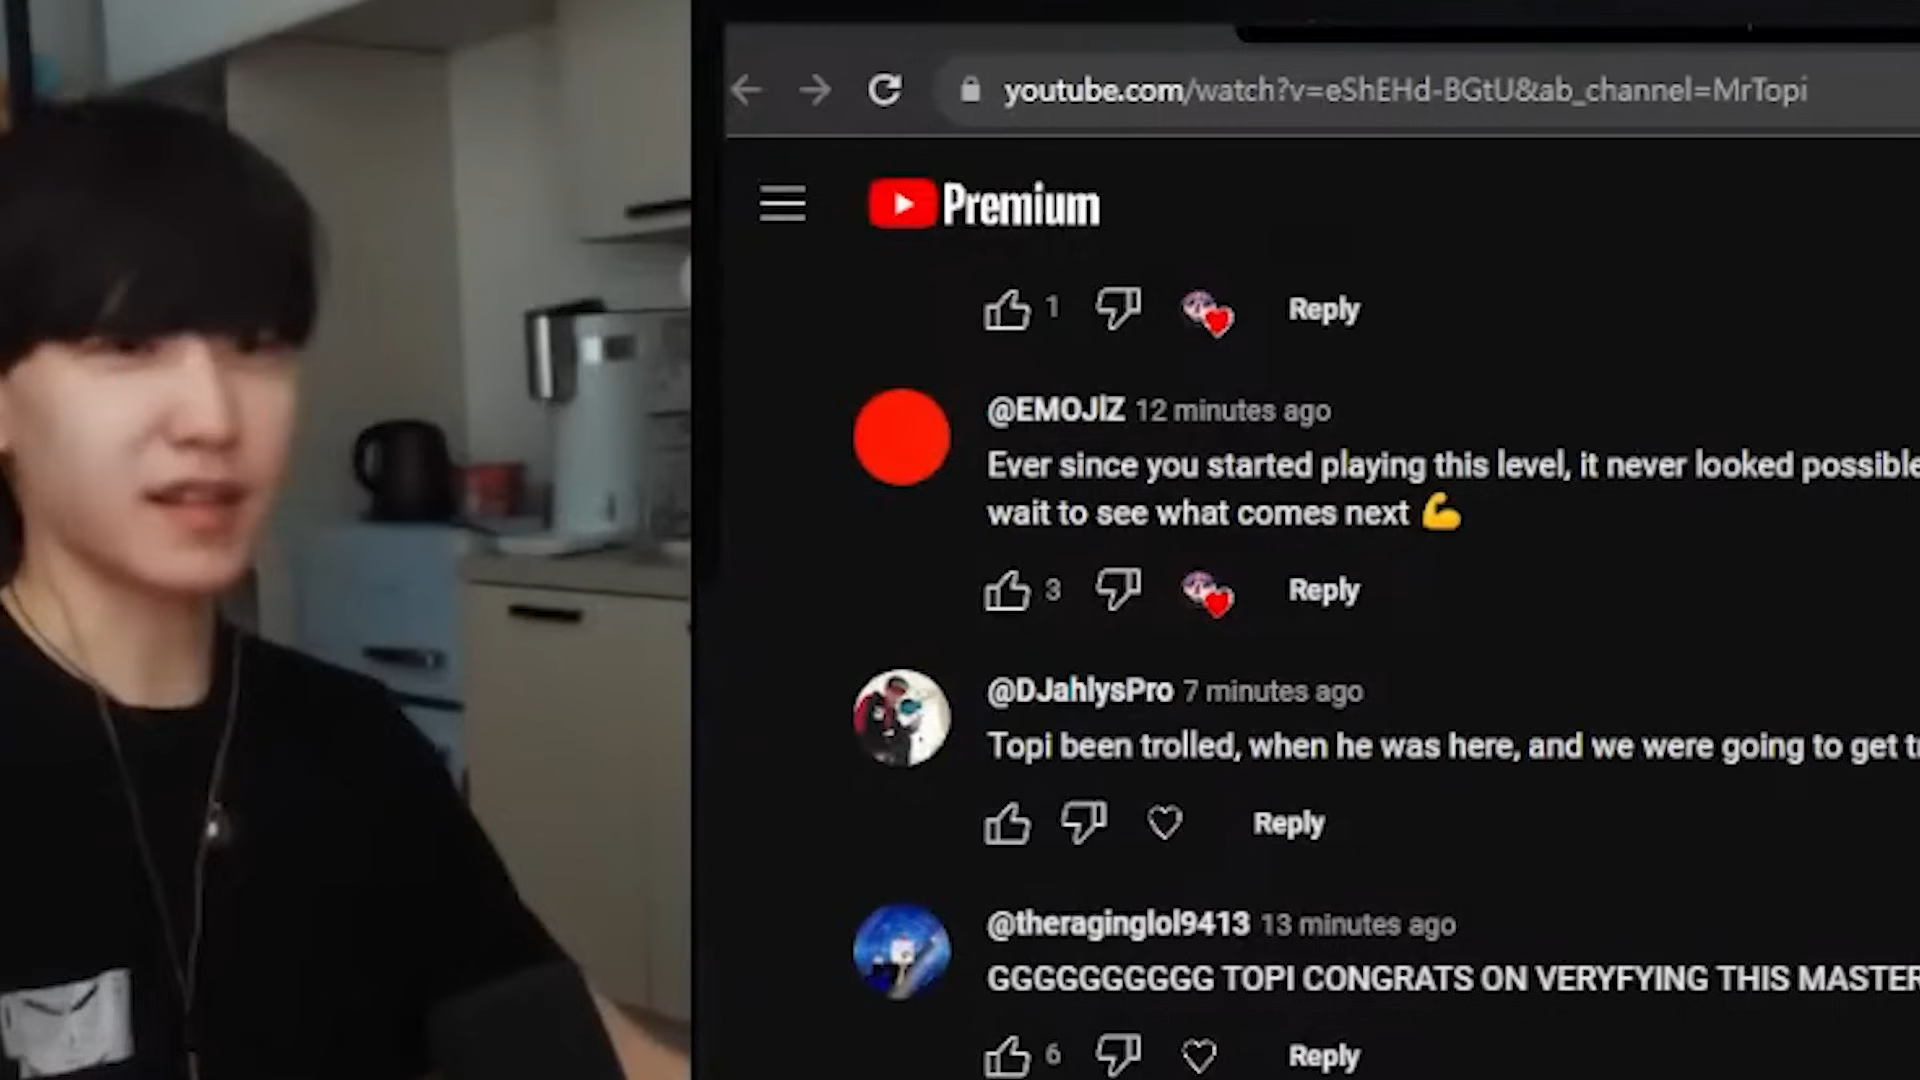 youtube.com/watch?v=eShEHd-BGtU&ab_channel=MrTopi
Premium
1 Reply
@EMOJIZ 12 minutes ago
Ever since you started playing this level, it never looked possible
wait to see what comes next 💪
3 Reply
@DJahlysPro 7 minutes ago
Topi been trolled, when he was here, and we were going to get
Reply
@theraginglol9413 13 minutes ago
GGGGGGGGGG TOPI CONGRATS ON VERYFYING THIS MASTER
6 Reply